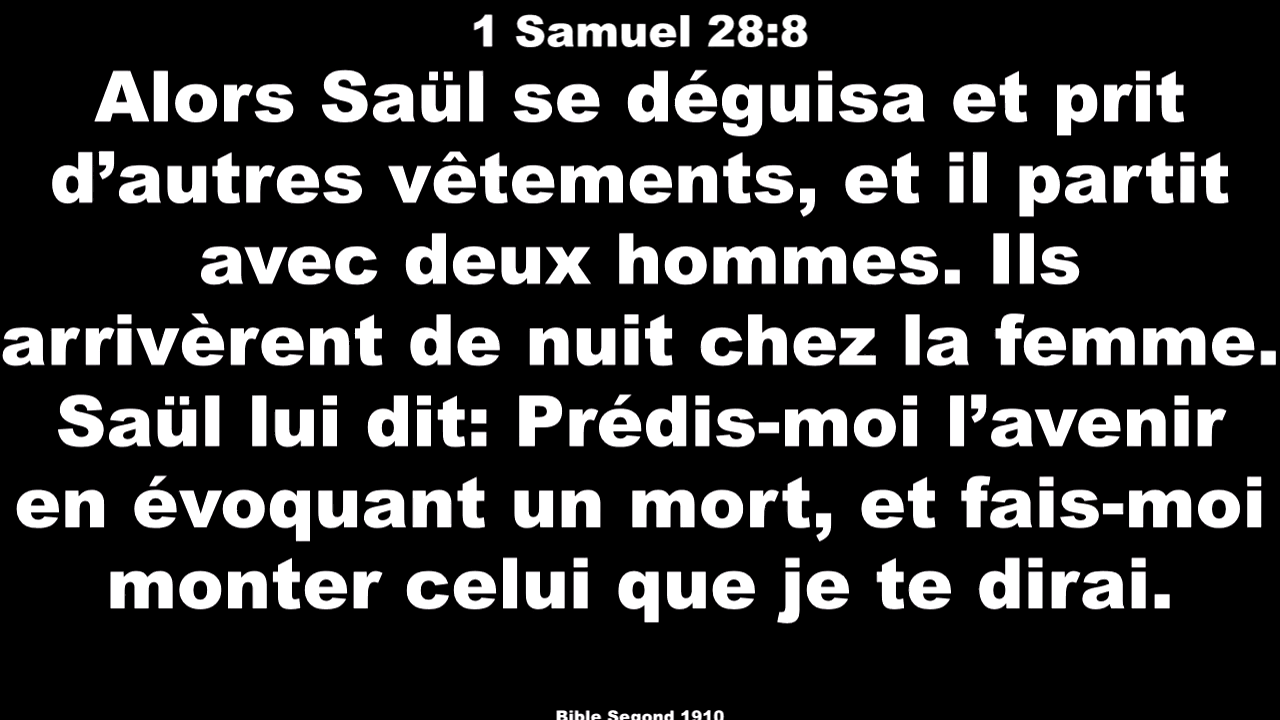 1 Samuel 28:8
Alors Saül se déguisa et prit
d’autres vêtements, et il partit
avec deux hommes. Ils
arrivèrent de nuit chez la femme.
Saül lui dit: Prédis-moi l’avenir
en évoquant un mort, et fais-moi
monter celui que je te dirai.
Bible Segond 1910